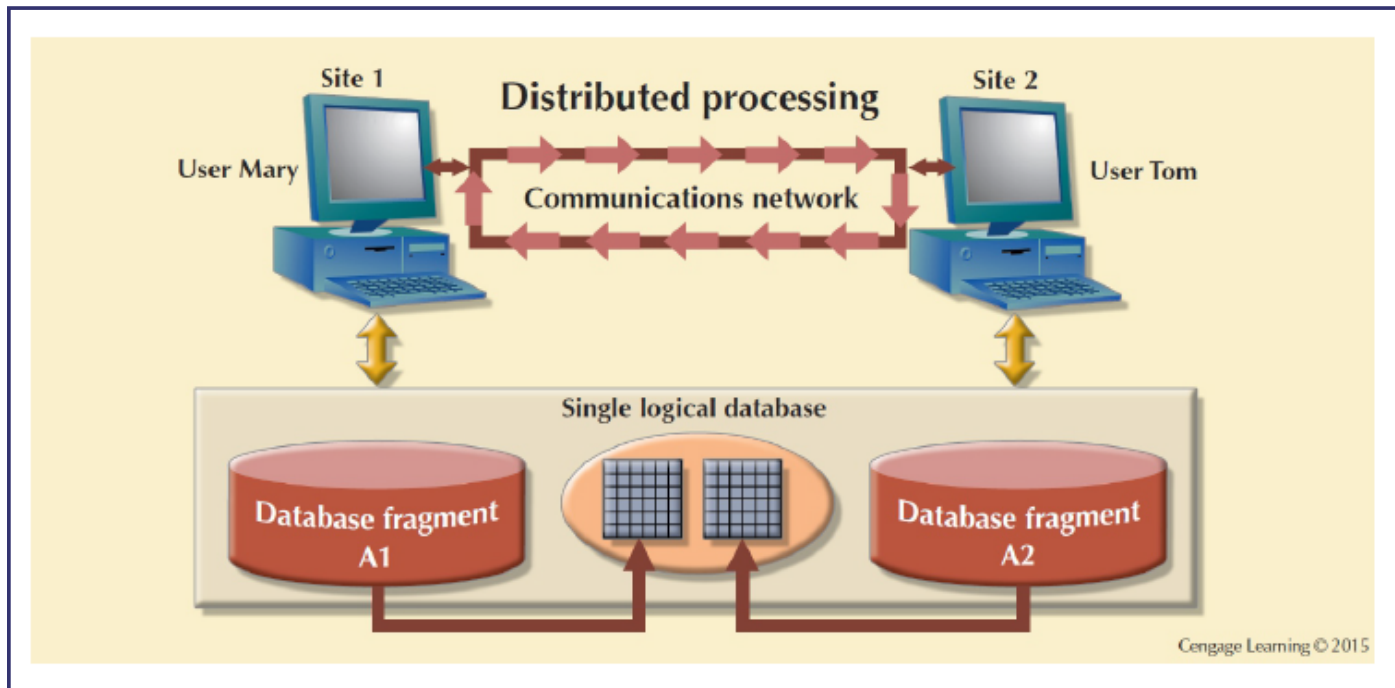 Site 1
Distributed processing
Site 2
User Mary
User Tom
Communications network
Single logical database
Database fragment
A1
Database fragment
A2
Cengage Learning © 2015